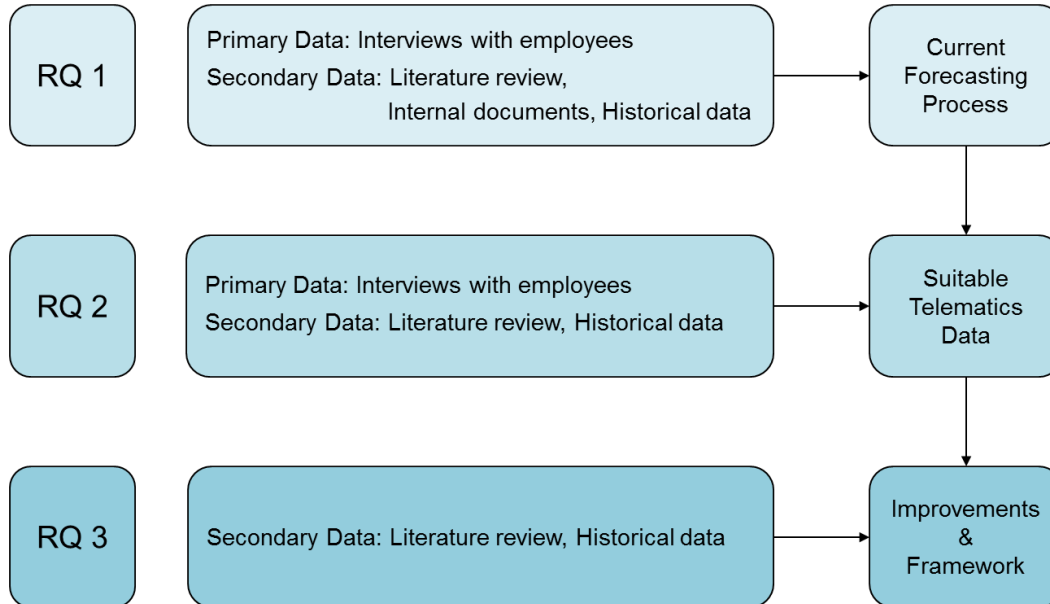 RQ 1
Primary Data: Interviews with employees
Secondary Data: Literature review,
Internal documents, Historical data
Current
Forecasting
Process
RQ 2
Primary Data: Interviews with employees
Secondary Data: Literature review, Historical data
Suitable
Telematics
Data
RQ 3
Secondary Data: Literature review, Historical data
Improvements
&
Framework